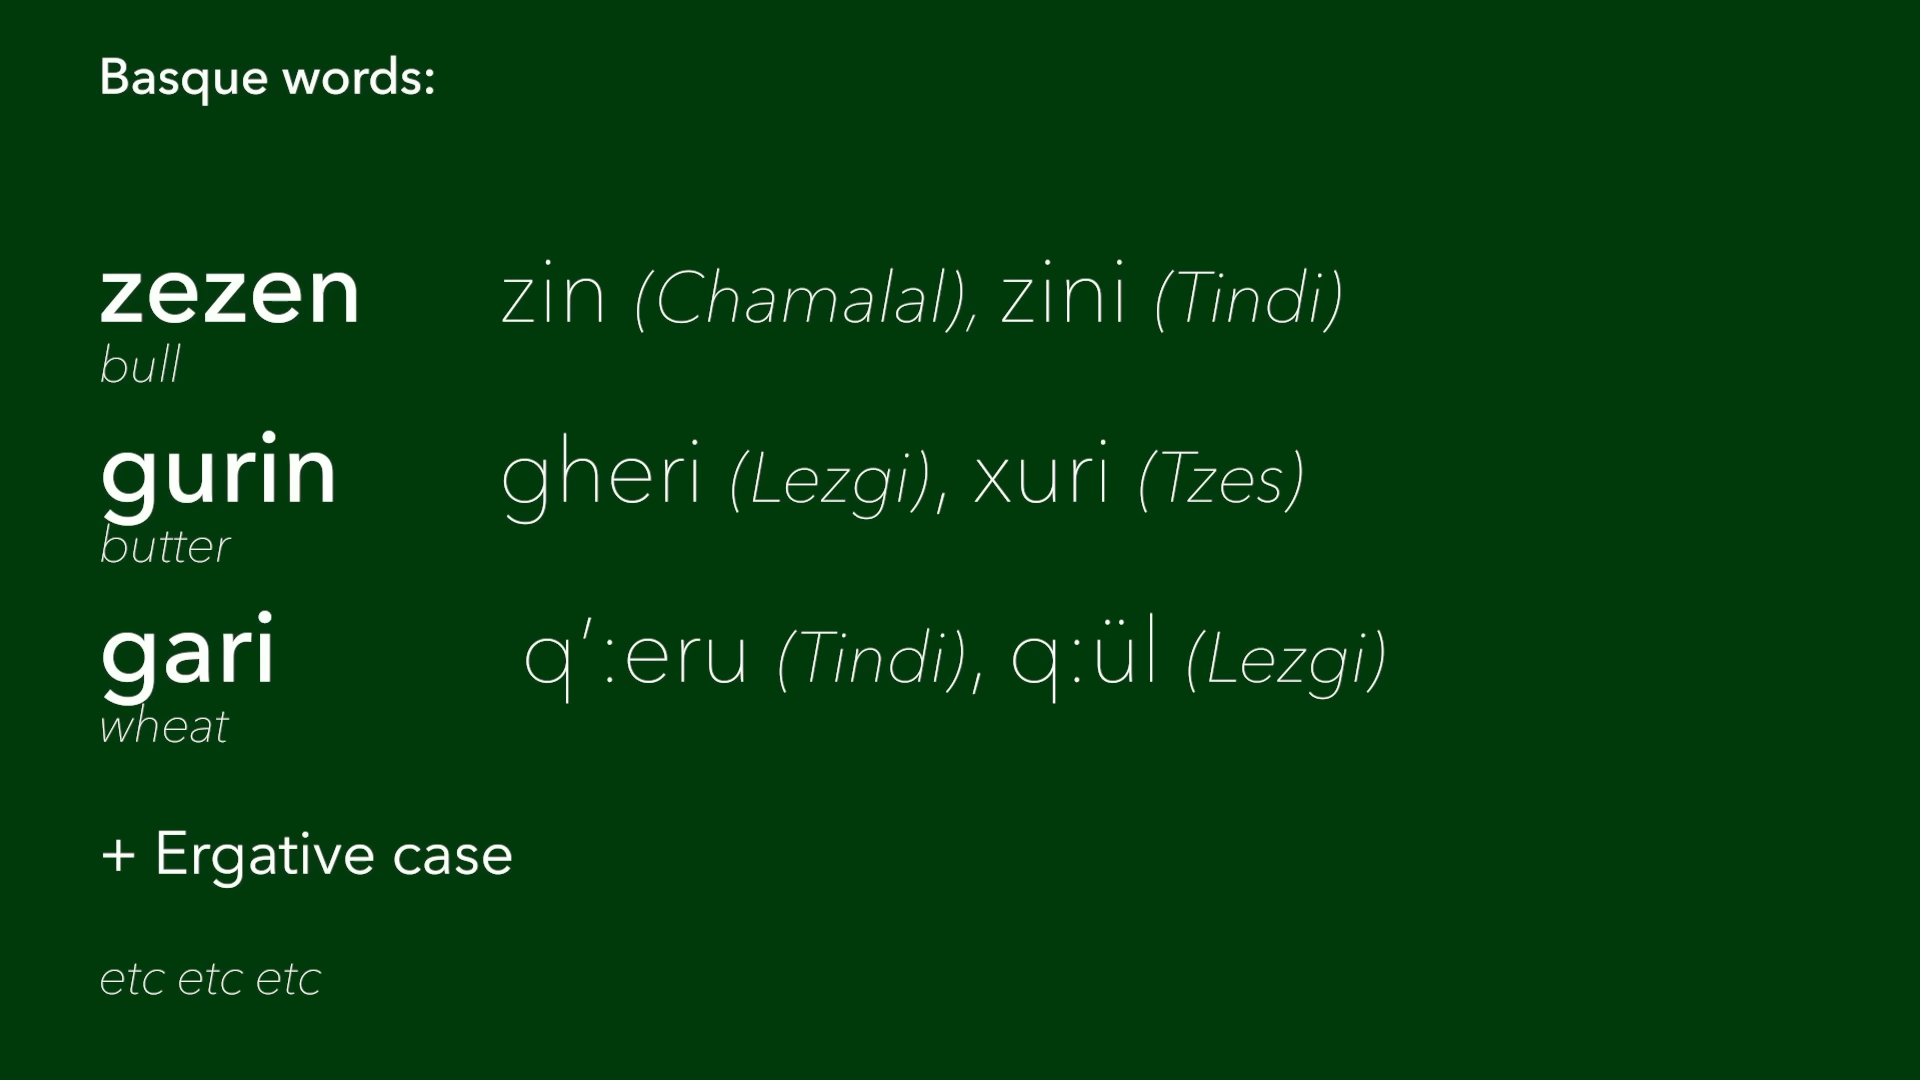 Basque words:
zezen zin (Chamalal), zini (Tindi)
bull
gurin gheri (Lezgi), xuri (Tzes)
butter
gari q′:eru (Tindi), q:ül (Lezgi)
wheat
+ Ergative case
etc etc etc